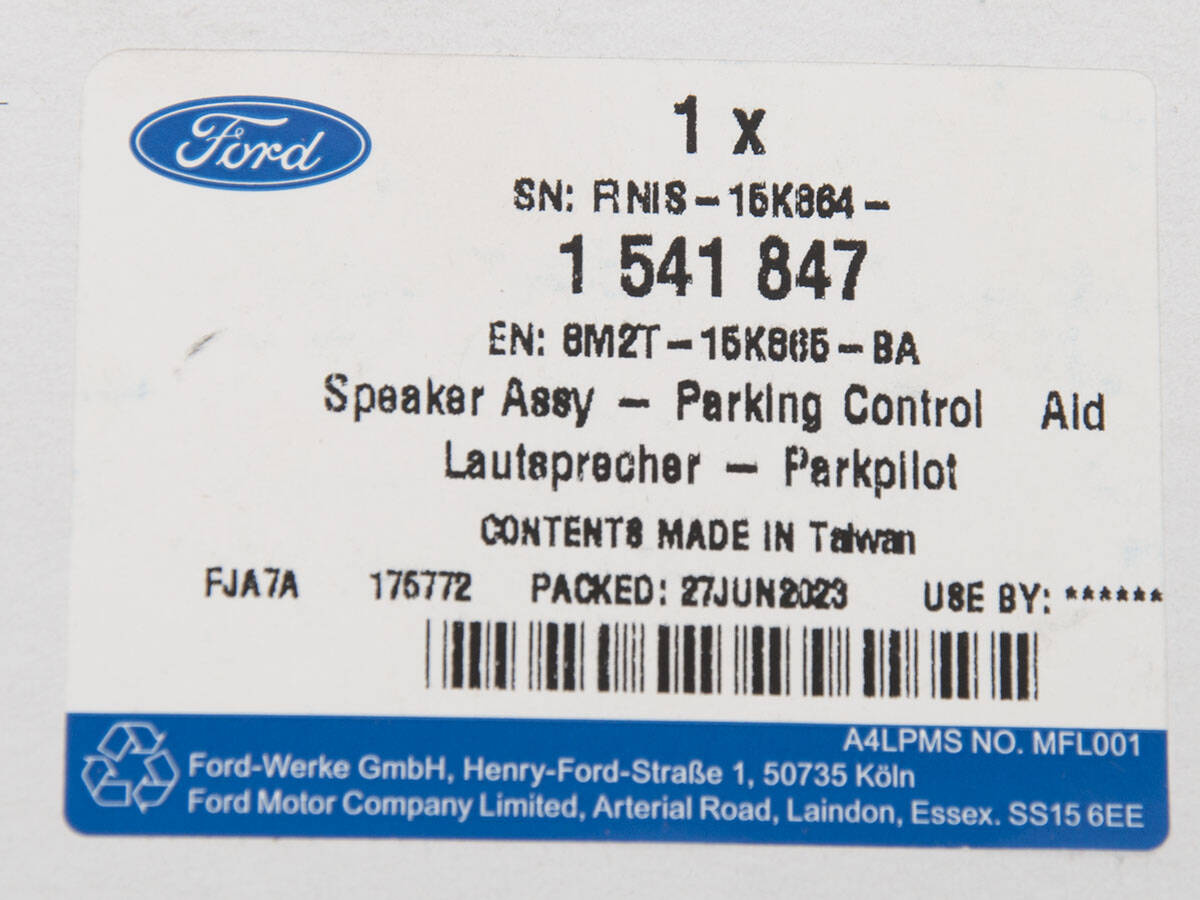 Ford
1 x
SN: RNIS-15K864-
1 541 847
EN: 8M2T-15K865-BA
Speaker Assy - Parking Control Aid
Lautsprecher - Parkpilot
CONTENTS MADE IN Taiwan
FJA7A 175772 PACKED: 27JUN2023 USE BY: ******
A4LPMS NO. MFL001
Ford-Werke GmbH, Henry-Ford-Straße 1, 50735 Köln
Ford Motor Company Limited, Arterial Road, Laindon, Essex. SS15 6EE